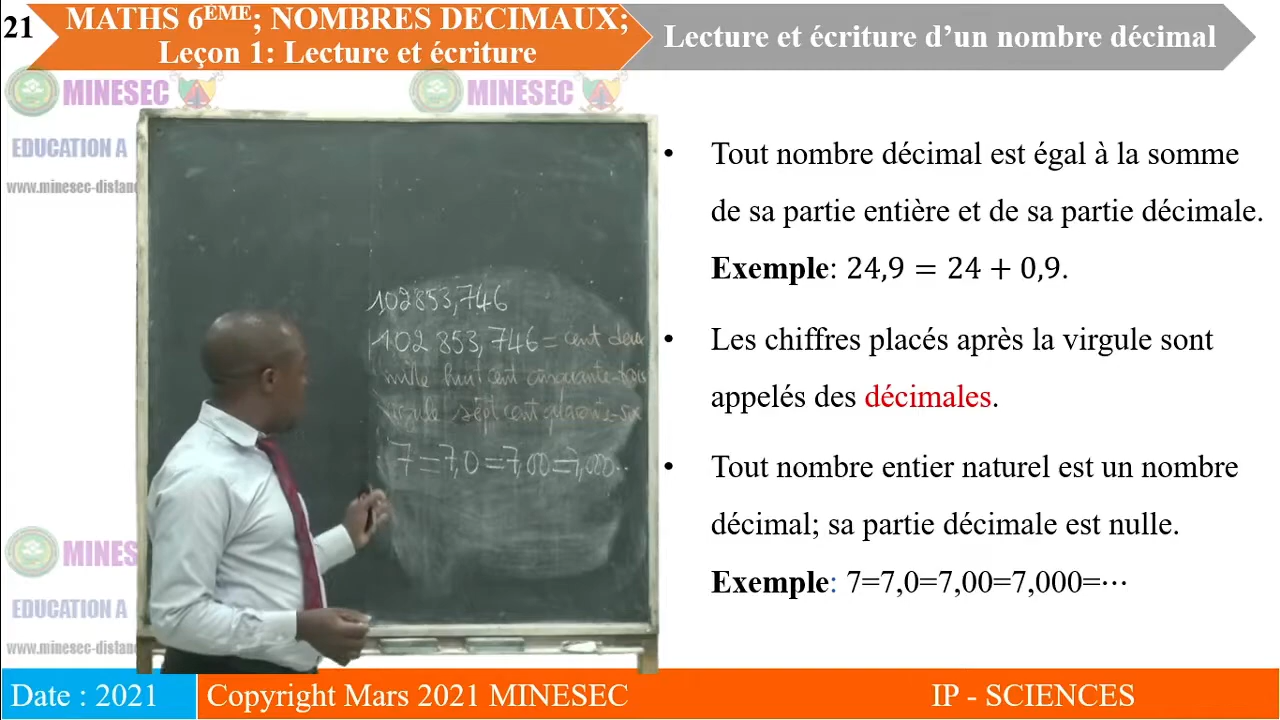 21
MATHS 6ÈME; NOMBRES DECIMAUX;
Leçon 1: Lecture et écriture
Lecture et écriture d’un nombre décimal
MINESEC
MINESEC
EDUCATION A
www.minesec-distanc
102853,746
102 853,746 = cent deux
mille huit cent cinquante-trois
virgule sept cent quarante-six
7 = 7,0 = 7,00 = 7,000...
MINES
EDUCATION A
www.minesec-distanc
• Tout nombre décimal est égal à la somme
de sa partie entière et de sa partie décimale.
Exemple: 24,9 = 24 + 0,9.
• Les chiffres placés après la virgule sont
appelés des décimales.
• Tout nombre entier naturel est un nombre
décimal; sa partie décimale est nulle.
Exemple: 7=7,0=7,00=7,000=⋯
Date : 2021
Copyright Mars 2021 MINESEC
IP - SCIENCES